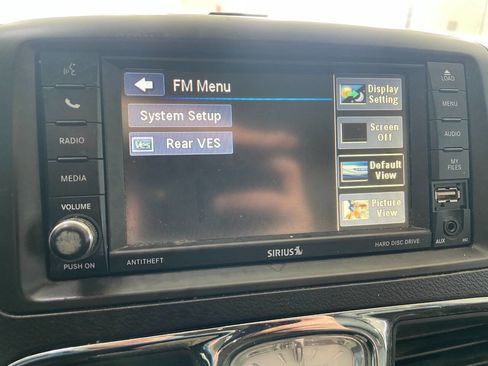 FM Menu
System Setup
Ves Rear VES
Display
Setting
Screen
Off
Default
View
Picture
View
RADIO
MEDIA
VOLUME
PUSH ON
ANTITHEFT
SIRIUS
HARD DISC DRIVE
LOAD
MENU
AUDIO
MY
FILES
AUX